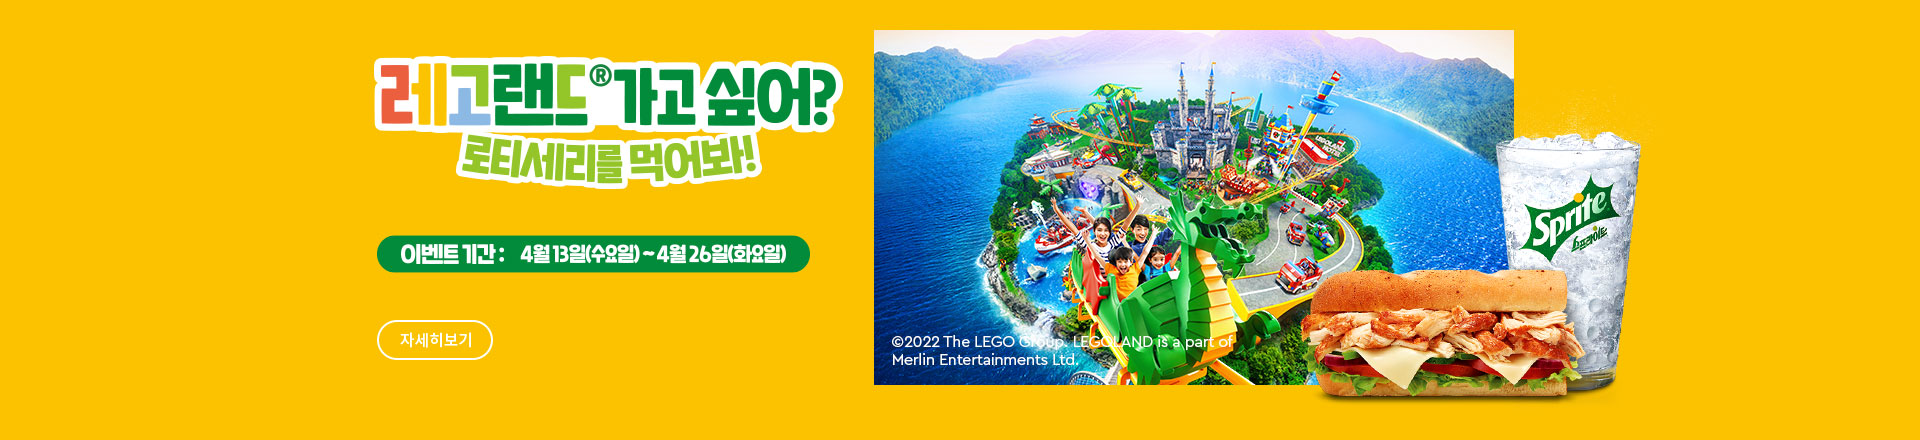 레고랜드® 가고 싶어?
로티세리를 먹어봐!
이벤트 기간 : 4월 13일(수요일) ~ 4월 26일(화요일)
자세히보기
©2022 The LEGO Group. LEGOLAND is a part of
Merlin Entertainments Ltd.
Sprite
스프라이트